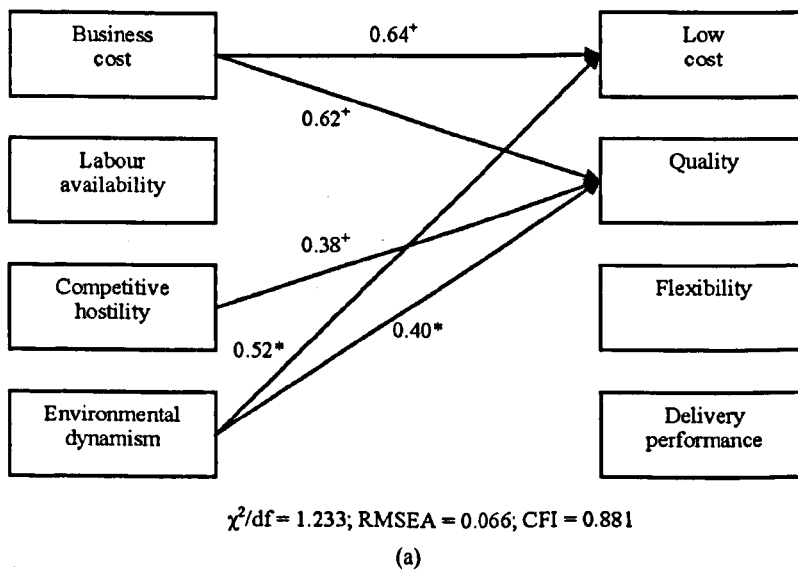 Business
cost
Labour
availability
Competitive
hostility
Environmental
dynamism
0.64⁺
0.62⁺
0.38⁺
0.52*
0.40*
Low
cost
Quality
Flexibility
Delivery
performance
χ²/df = 1.233; RMSEA = 0.066; CFI = 0.881
(a)